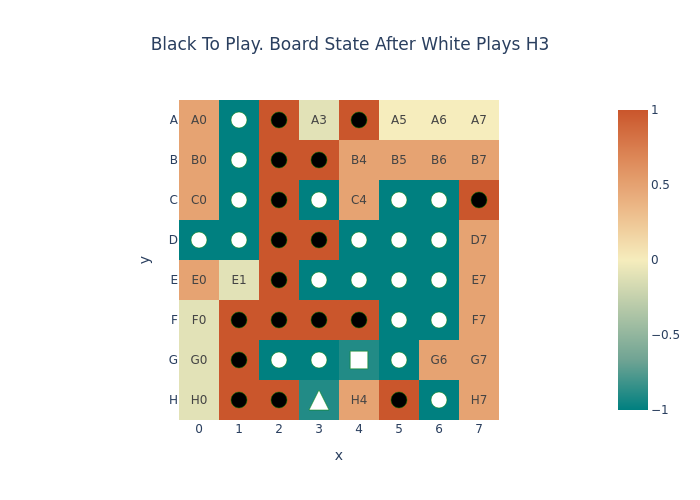 Black To Play. Board State After White Plays H3
A A0 A3 A5 A6 A7
B B0 B4 B5 B6 B7
C C0 C4
D D7
E E0 E1 E7
F F0 F7
G G0 G6 G7
H H0 H4 H7
0 1 2 3 4 5 6 7
x
y
1
0.5
0
−0.5
−1